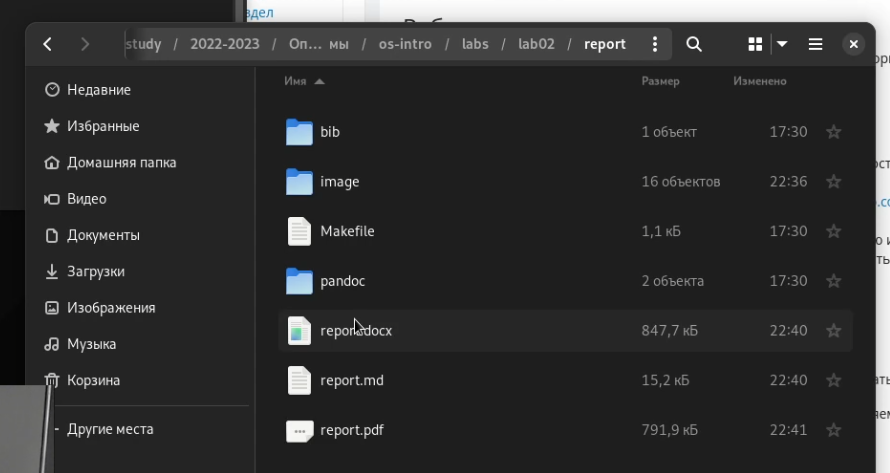 здел
study / 2022-2023 / Оп… мы / os-intro / labs / lab02 / report
Имя Размер Изменено
Недавние
Избранные
Домашняя папка
Видео
Документы
Загрузки
Изображения
Музыка
Корзина
Другие места
bib 1 объект 17:30
image 16 объектов 22:36
Makefile 1,1 кБ 17:30
pandoc 2 объекта 17:30
report.docx 847,7 кБ 22:40
report.md 15,2 кБ 22:40
report.pdf 791,9 кБ 22:41